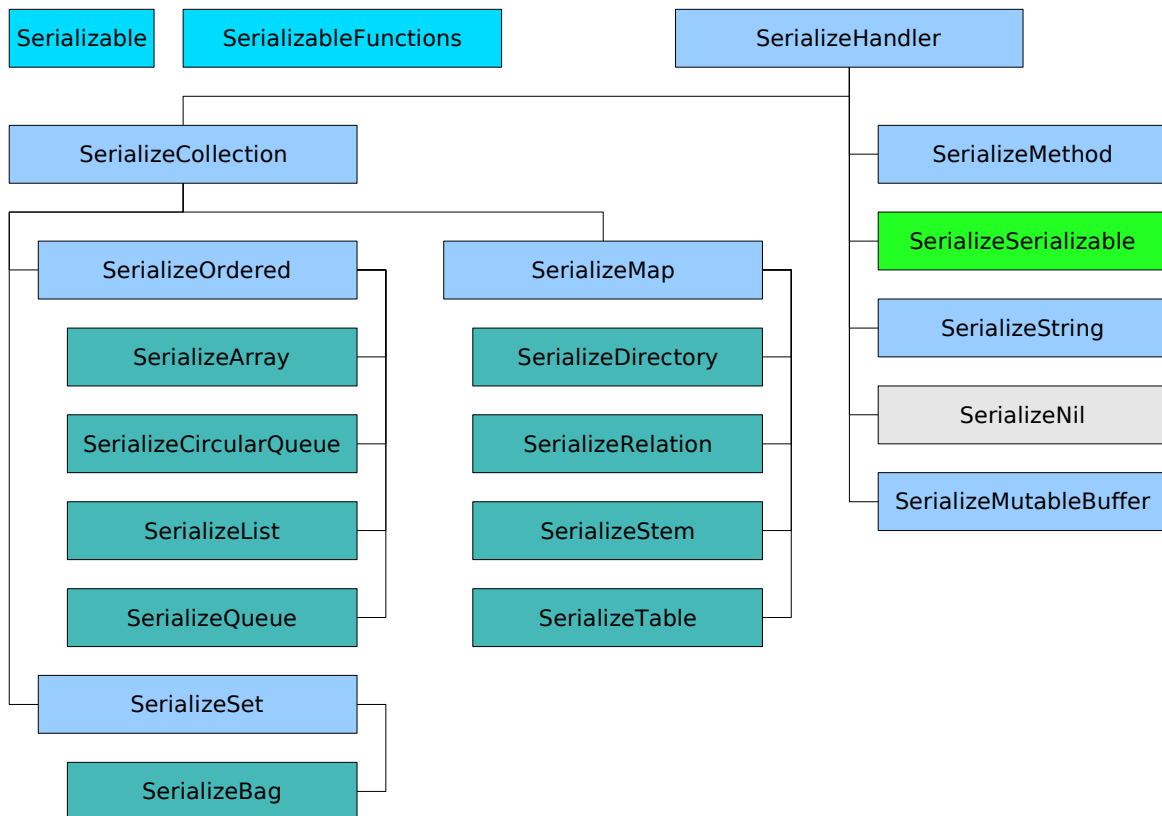 Serializable
SerializableFunctions
SerializeHandler
SerializeCollection
SerializeMethod
SerializeSerializable
SerializeOrdered
SerializeMap
SerializeString
SerializeArray
SerializeDirectory
SerializeNil
SerializeCircularQueue
SerializeRelation
SerializeMutableBuffer
SerializeList
SerializeStem
SerializeQueue
SerializeTable
SerializeSet
SerializeBag